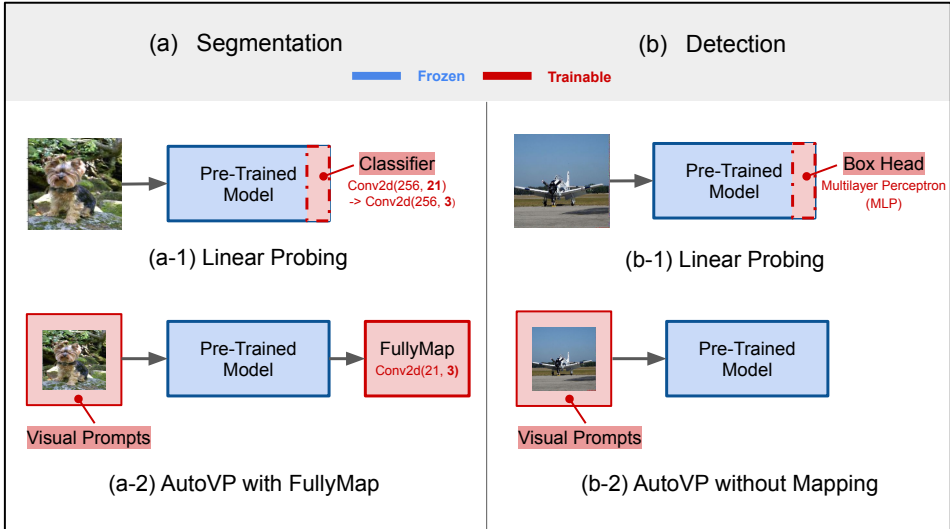 (a) Segmentation
(b) Detection
Frozen
Trainable
Pre-Trained
Model
Classifier
Conv2d(256, 21)
-> Conv2d(256, 3)
(a-1) Linear Probing
Pre-Trained
Model
Box Head
Multilayer Perceptron
(MLP)
(b-1) Linear Probing
Pre-Trained
Model
FullyMap
Conv2d(21, 3)
Visual Prompts
(a-2) AutoVP with FullyMap
Pre-Trained
Model
Visual Prompts
(b-2) AutoVP without Mapping